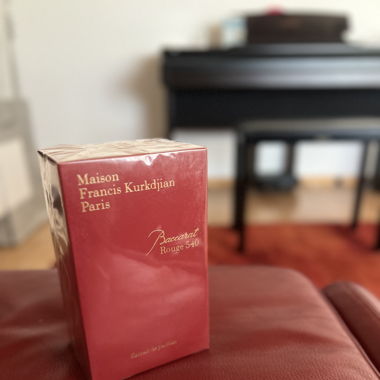 Maison
Francis Kurkdjian
Paris
Baccarat
Rouge 540
Extrait de parfum